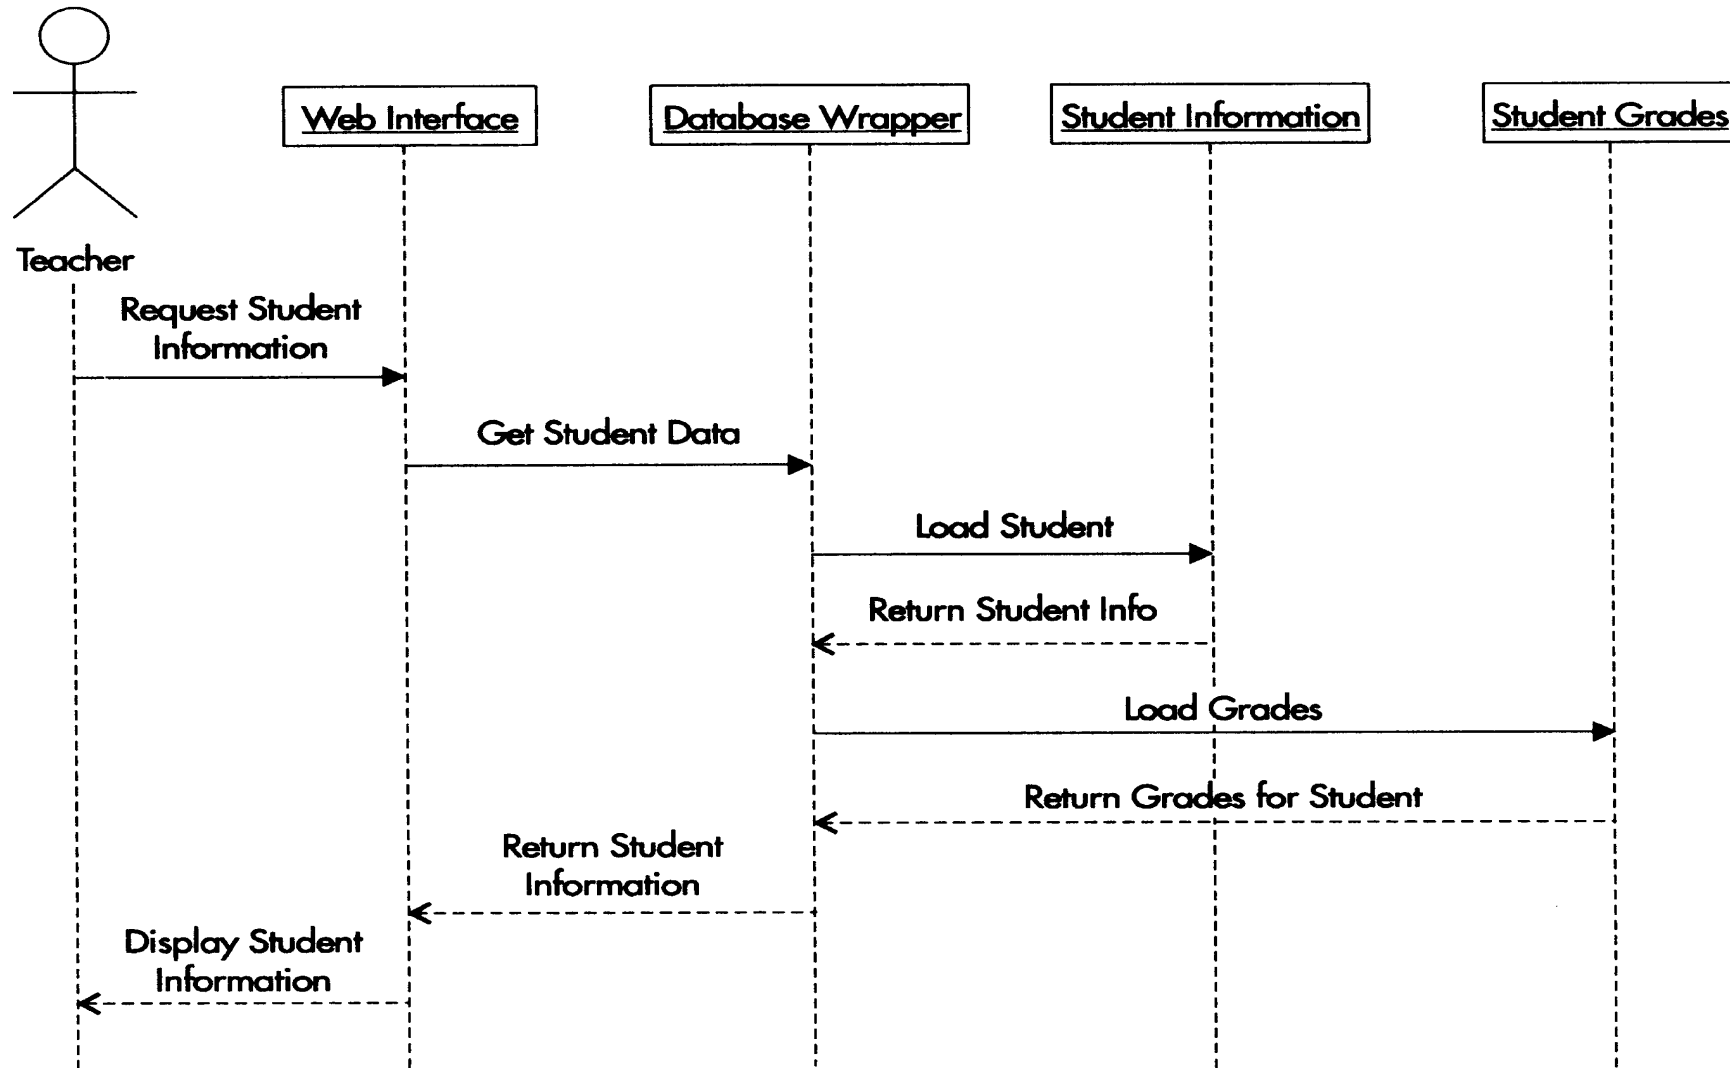 Web Interface
Database Wrapper
Student Information
Student Grades
Teacher
Request Student
Information
Get Student Data
Load Student
Return Student Info
Load Grades
Return Grades for Student
Return Student
Information
Display Student
Information